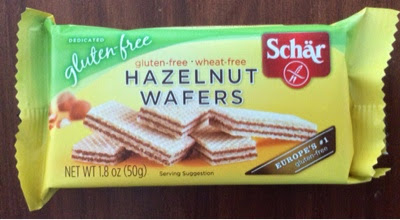 DEDICATED
gluten-free
Schär
gluten-free · wheat-free
HAZELNUT
WAFERS
EUROPE'S #1
gluten-free
NET WT 1.8 oz (50g)
Serving Suggestion